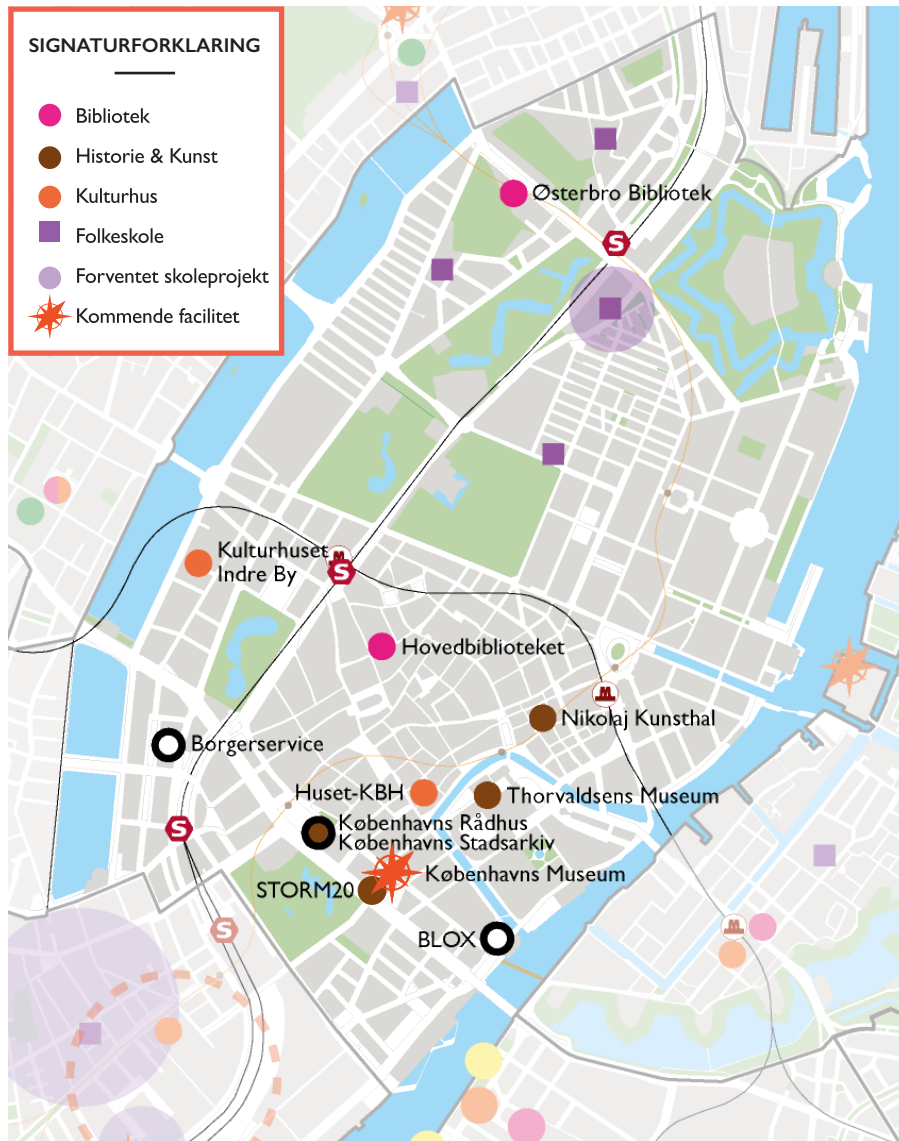 SIGNATURFORKLARING
Bibliotek
Historie & Kunst
Kulturhus
Folkeskole
Forventet skoleprojekt
Kommende facilitet
Østerbro Bibliotek
S
Kulturhuset
Indre By
M
S
Hovedbiblioteket
M
Nikolaj Kunsthal
Borgerservice
Huset-KBH
Thorvaldsens Museum
S
Københavns Rådhus
Københavns Stadsarkiv
Københavns Museum
STORM20
S
M
BLOX